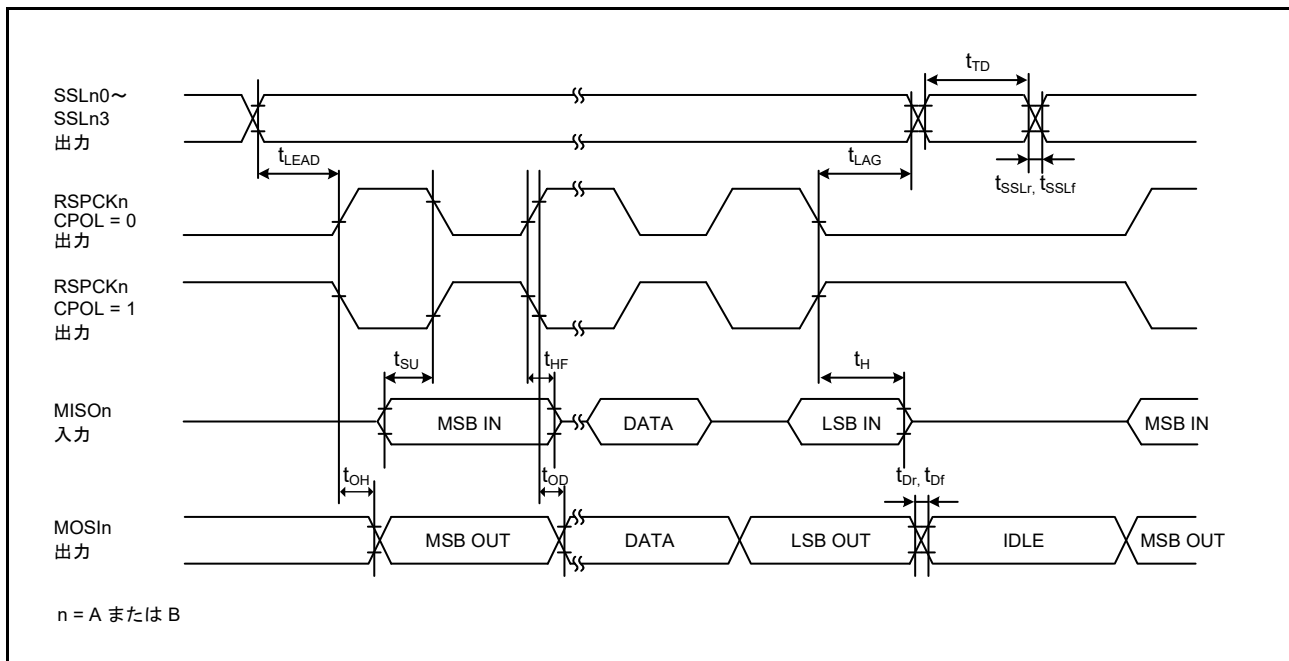 SSLn0～
SSLn3
出力
tTD
tLEAD
tLAG
tSSLr, tSSLf
RSPCKn
CPOL = 0
出力
RSPCKn
CPOL = 1
出力
tSU
tHF
tH
MISOn
入力
MSB IN
DATA
LSB IN
MSB IN
tOH
tOD
tDr, tDf
MOSIn
出力
MSB OUT
DATA
LSB OUT
IDLE
MSB OUT
n = A または B